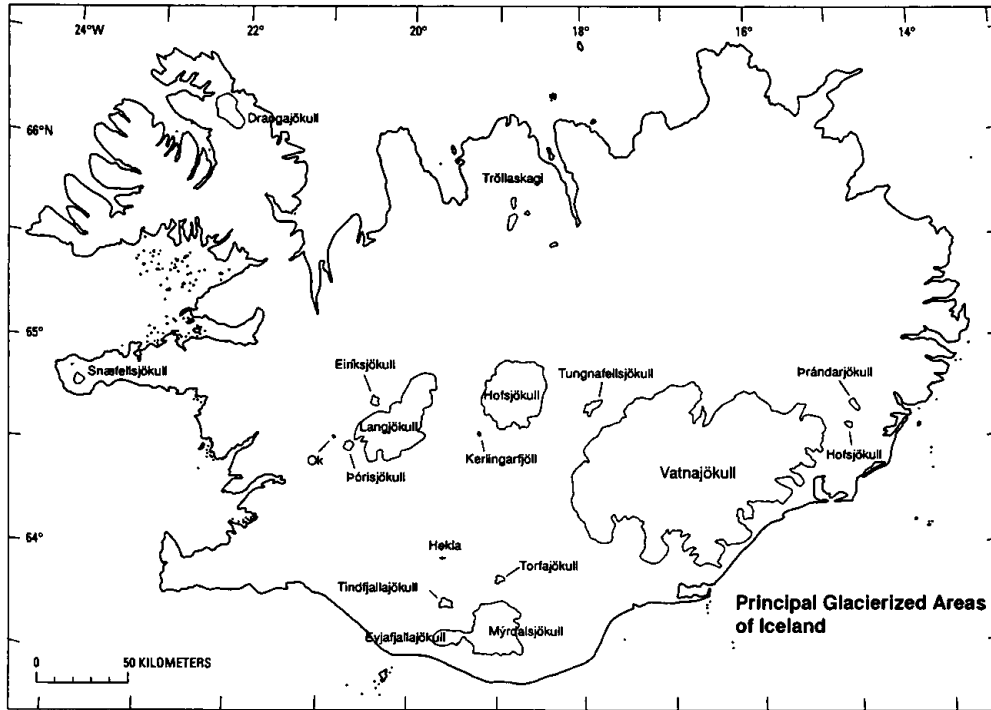 24°W
22°
20°
18°
16°
14°
Drangajökull
66°N
Tröllaskagi
65°
Eiríksjökull
Snæfellsjökull
Tungnafellsjökull
Þrándarjökull
Hofsjökull
Langjökull
Ok
Þórisjökull
Kerlingarfjöll
Vatnajökull
Hofsjökull
64°
Hekla
Torfajökull
Tindfjallajökull
Principal Glacierized Areas
of Iceland
Eyjafjallajökull
Mýrdalsjökull
0
50 KILOMETERS